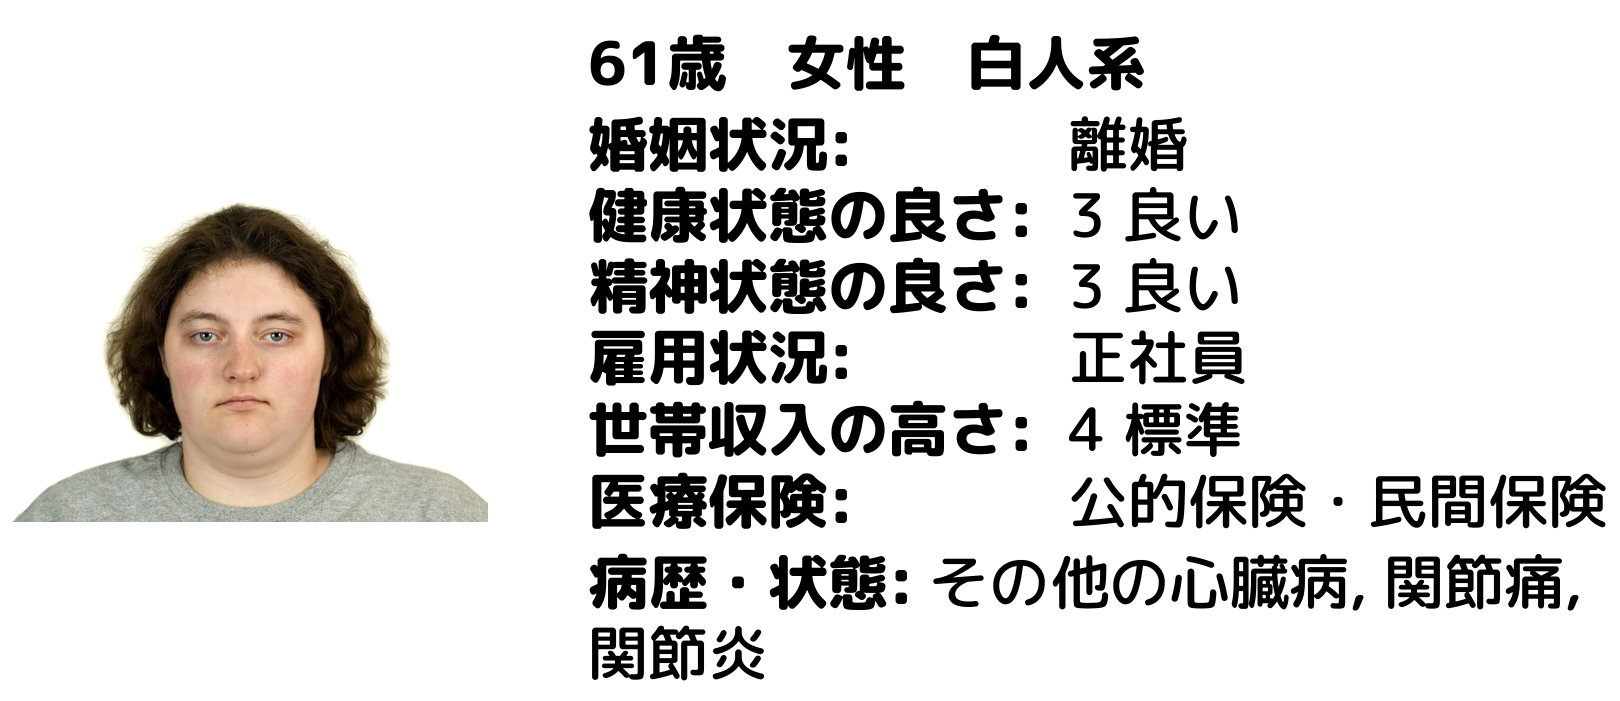 61歳　女性　白人系
婚姻状況: 離婚
健康状態の良さ: 3 良い
精神状態の良さ: 3 良い
雇用状況: 正社員
世帯収入の高さ: 4 標準
医療保険: 公的保険・民間保険
病歴・状態: その他の心臓病, 関節痛,
関節炎